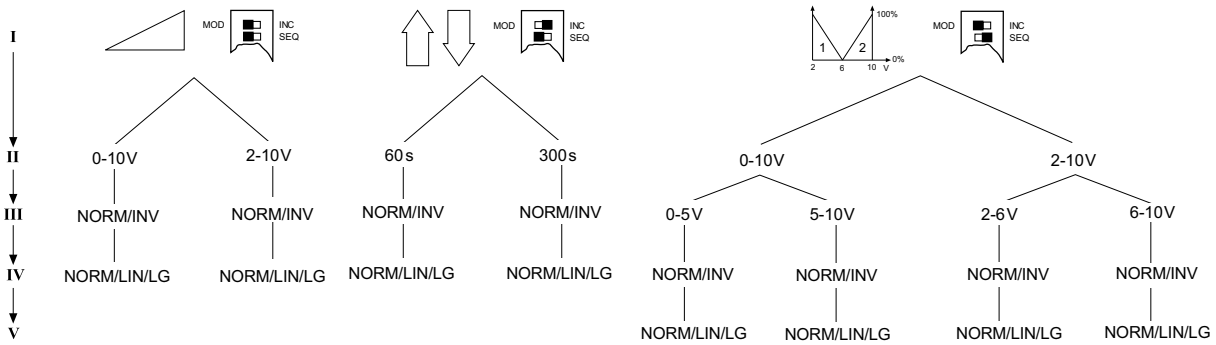 I
MOD INC
SEQ
MOD INC
SEQ
100%
1 2
0%
2 6 10 V
MOD INC
SEQ
II 0-10V 2-10V 60s 300s 0-10V 2-10V
III NORM/INV NORM/INV NORM/INV NORM/INV 0-5V 5-10V 2-6V 6-10V
IV NORM/LIN/LG NORM/LIN/LG NORM/LIN/LG NORM/LIN/LG NORM/INV NORM/INV NORM/INV NORM/INV
V NORM/LIN/LG NORM/LIN/LG NORM/LIN/LG NORM/LIN/LG